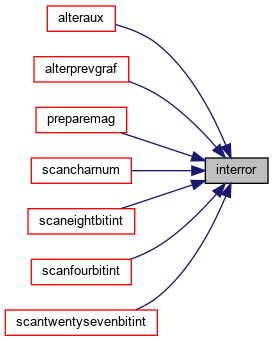 alteraux
alterprevgraf
preparemag
interror
scancharnum
scaneightbitint
scanfourbitint
scantwentysevenbitint